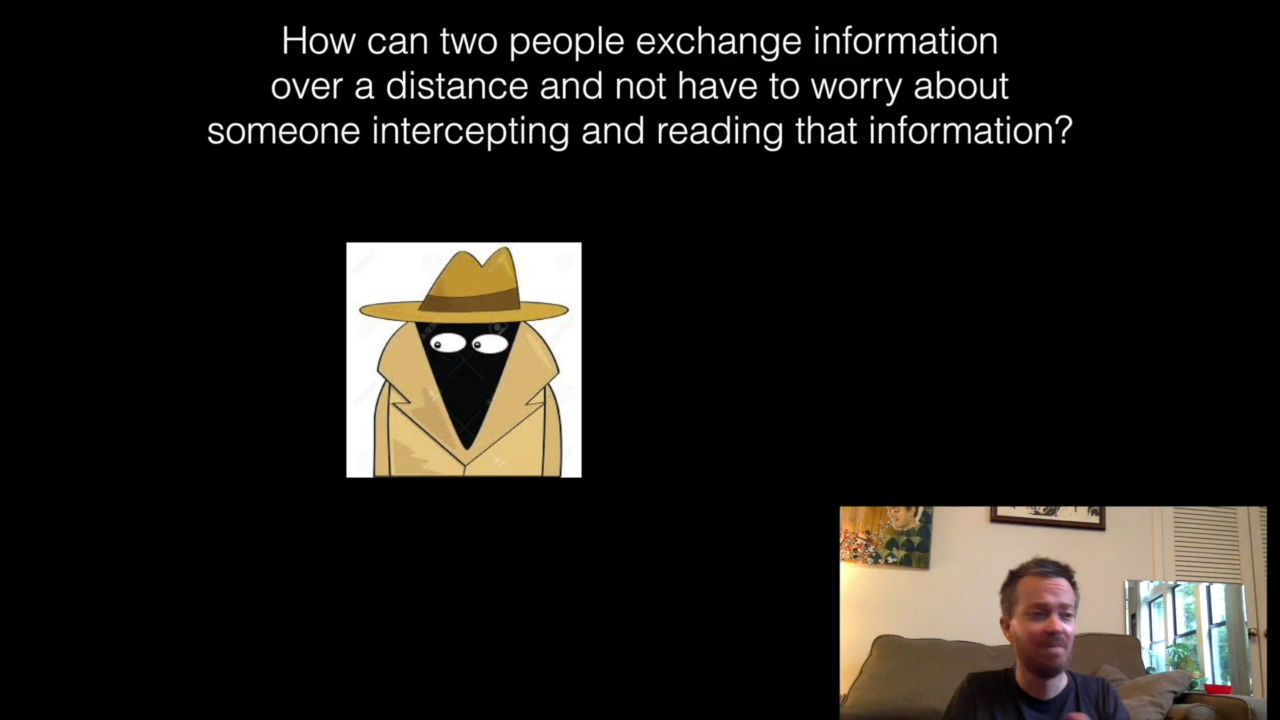 How can two people exchange information
over a distance and not have to worry about
someone intercepting and reading that information?